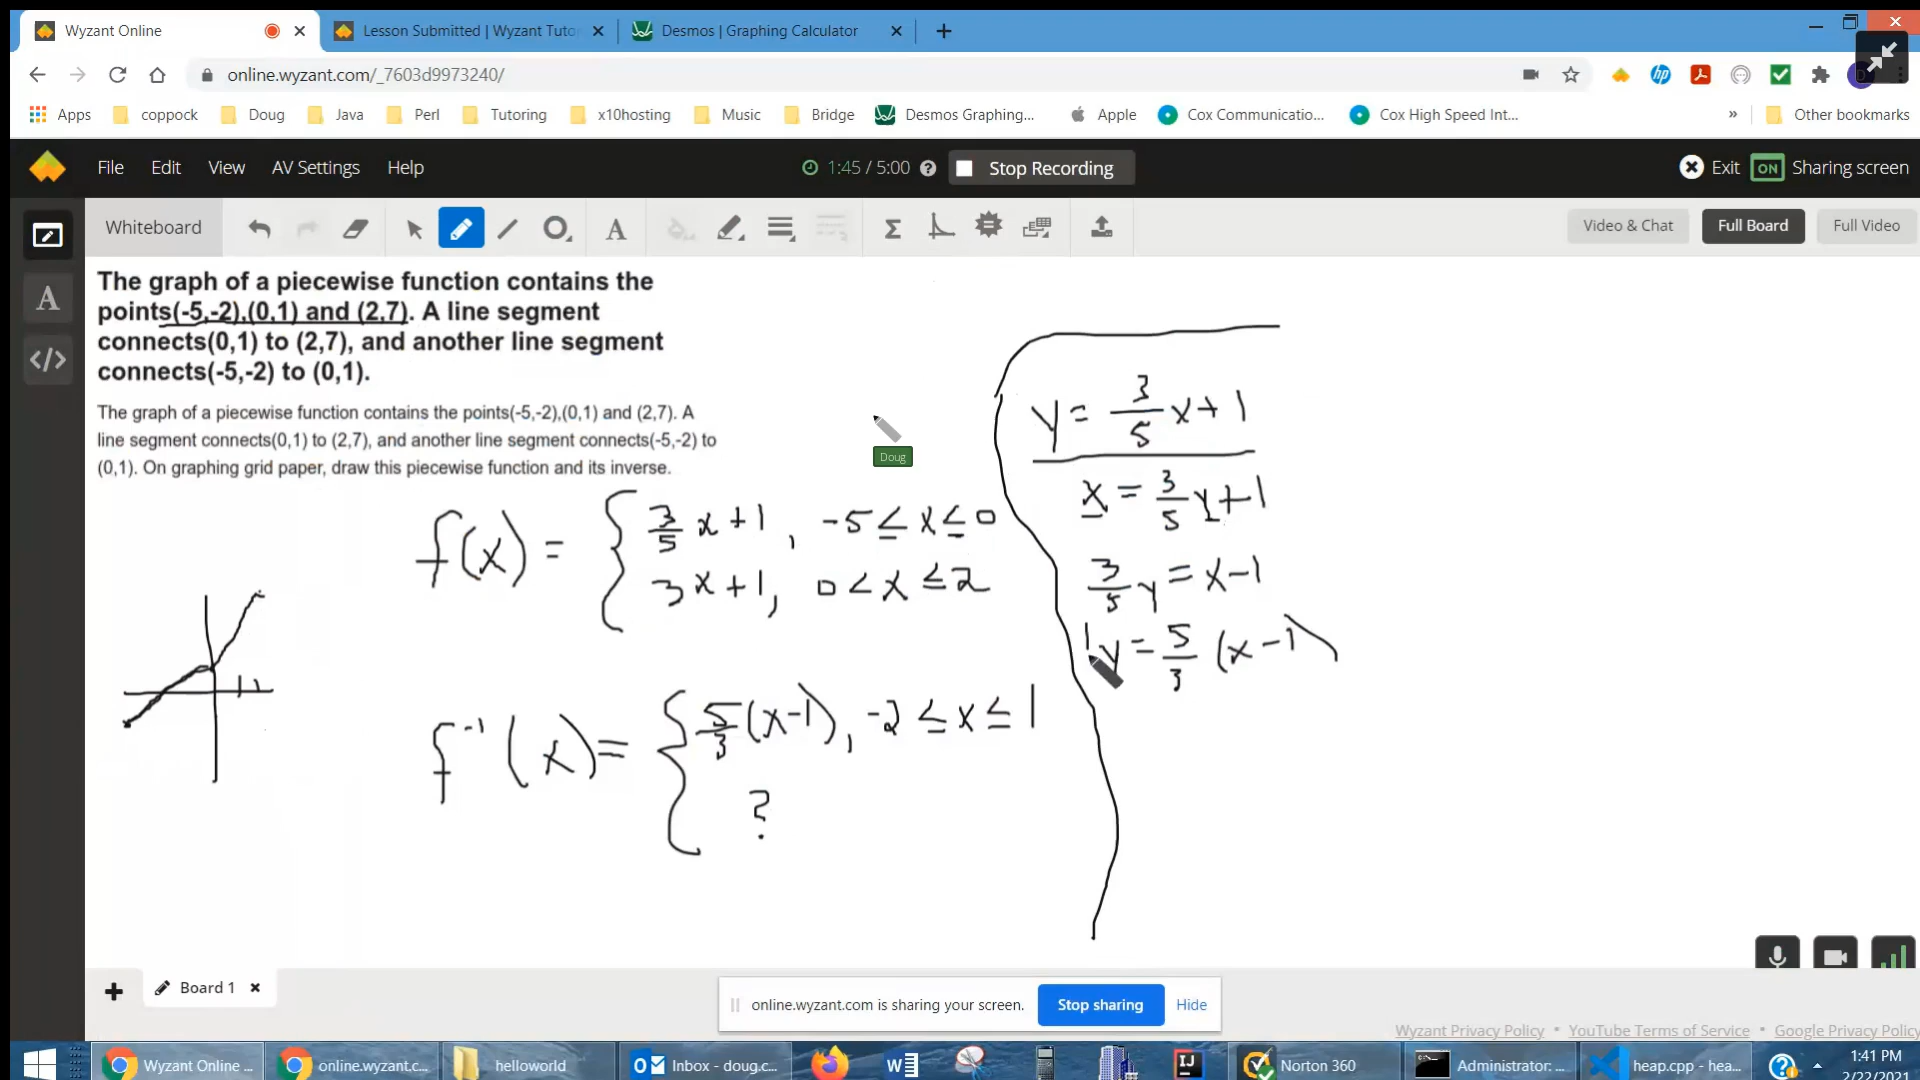 Wyzant Online
Lesson Submitted | Wyzant Tuto
Desmos | Graphing Calculator
online.wyzant.com/_7603d9973240/
Apps coppock Doug Java Perl Tutoring x10hosting Music Bridge Desmos Graphing... Apple Cox Communicatio... Cox High Speed Int... » Other bookmarks
File Edit View AV Settings Help 1:45 / 5:00 Stop Recording Exit ON Sharing screen
Whiteboard Video & Chat Full Board Full Video
The graph of a piecewise function contains the
points(-5,-2),(0,1) and (2,7). A line segment
connects(0,1) to (2,7), and another line segment
connects(-5,-2) to (0,1).
The graph of a piecewise function contains the points(-5,-2),(0,1) and (2,7). A
line segment connects(0,1) to (2,7), and another line segment connects(-5,-2) to
(0,1). On graphing grid paper, draw this piecewise function and its inverse.
Doug
f(x) = { 3/5 x + 1, -5 ≤ x ≤ 0
3x + 1, 0 < x ≤ 2
f⁻¹(x) = { 5/3 (x-1), -2 ≤ x ≤ 1
?
y = 3/5 x + 1
x = 3/5 y + 1
3/5 y = x - 1
1y = 5/3 (x - 1)
Board 1
online.wyzant.com is sharing your screen. Stop sharing Hide
Wyzant Privacy Policy • YouTube Terms of Service • Google Privacy Policy
Wyzant Online ... online.wyzant.c... helloworld Inbox - doug.c... Norton 360 Administrator: ... heap.cpp - hea... 1:41 PM
2/22/2021